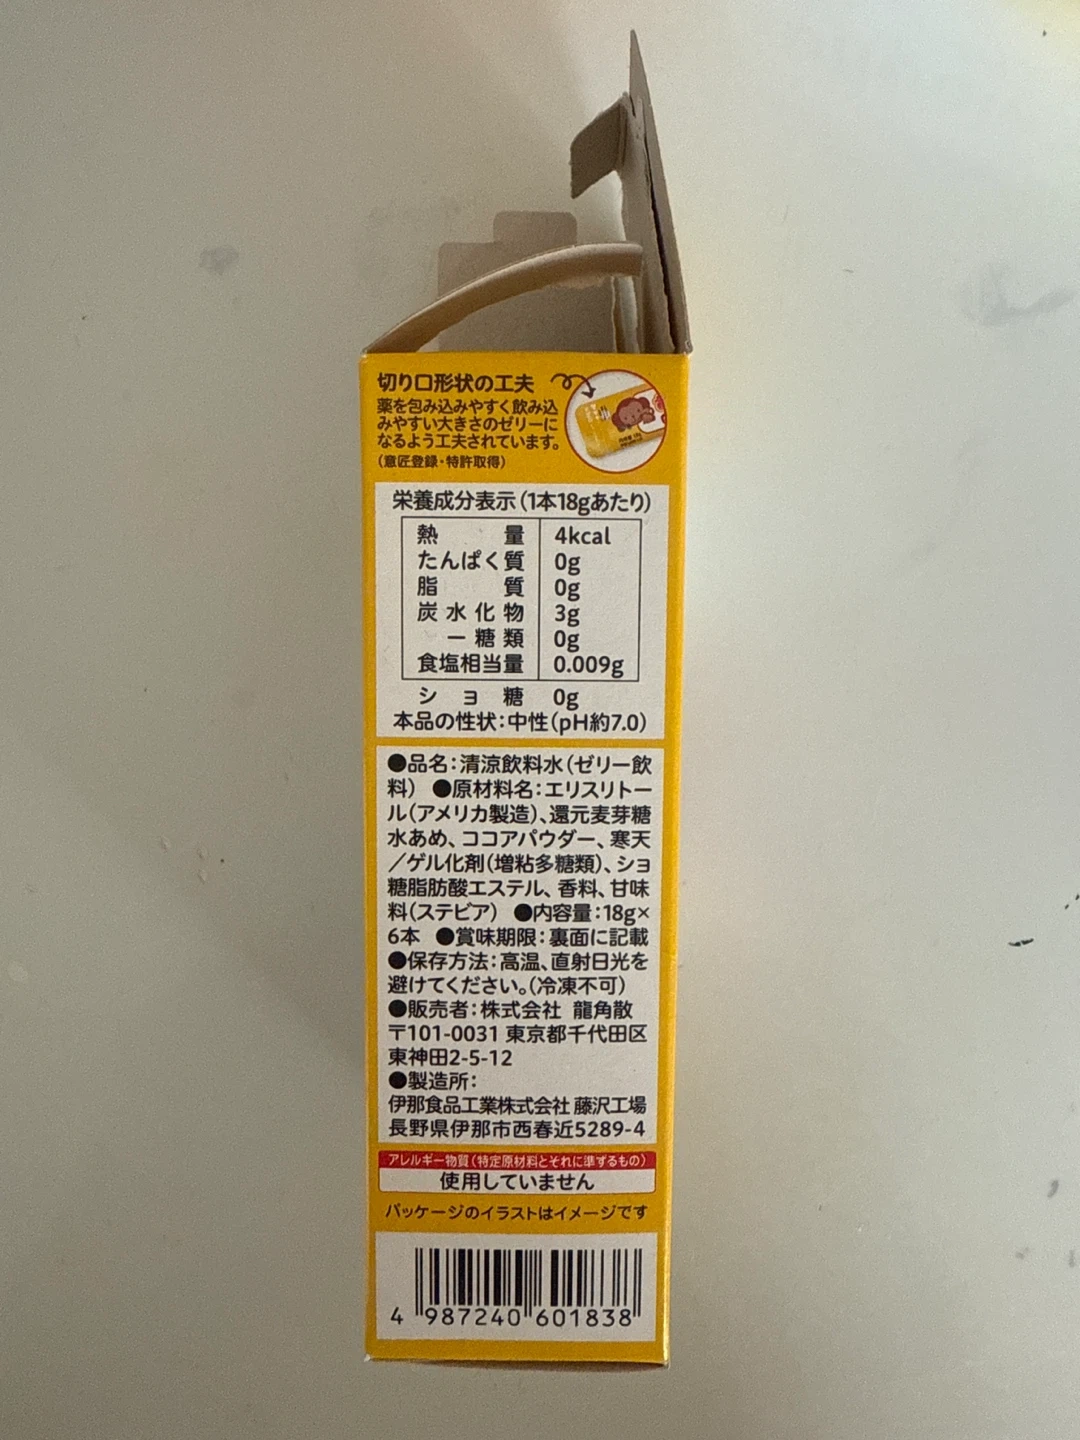 切り口形状の工夫
薬を包み込みやすく飲み込
みやすい大きさのゼリーに
なるよう工夫されています。
(意匠登録・特許取得)
栄養成分表示(1本18gあたり)
熱量 4kcal
たんぱく質 0g
脂質 0g
炭水化物 3g
ー糖類 0g
食塩相当量 0.009g
ショ糖 0g
本品の性状:中性(pH約7.0)
●品名:清涼飲料水(ゼリー飲
料) ●原材料名:エリスリトー
ル(アメリカ製造)、還元麦芽糖
水あめ、ココアパウダー、寒天
/ゲル化剤(増粘多糖類)、ショ
糖脂肪酸エステル、香料、甘味
料(ステビア) ●内容量:18g×
6本 ●賞味期限:裏面に記載
●保存方法:高温、直射日光を
避けてください。(冷凍不可)
●販売者:株式会社 龍角散
〒101-0031 東京都千代田区
東神田2-5-12
●製造所:
伊那食品工業株式会社 藤沢工場
長野県伊那市西春近5289-4
アレルギー物質(特定原材料とそれに準ずるもの)
使用していません
パッケージのイラストはイメージです
4 987240 601838